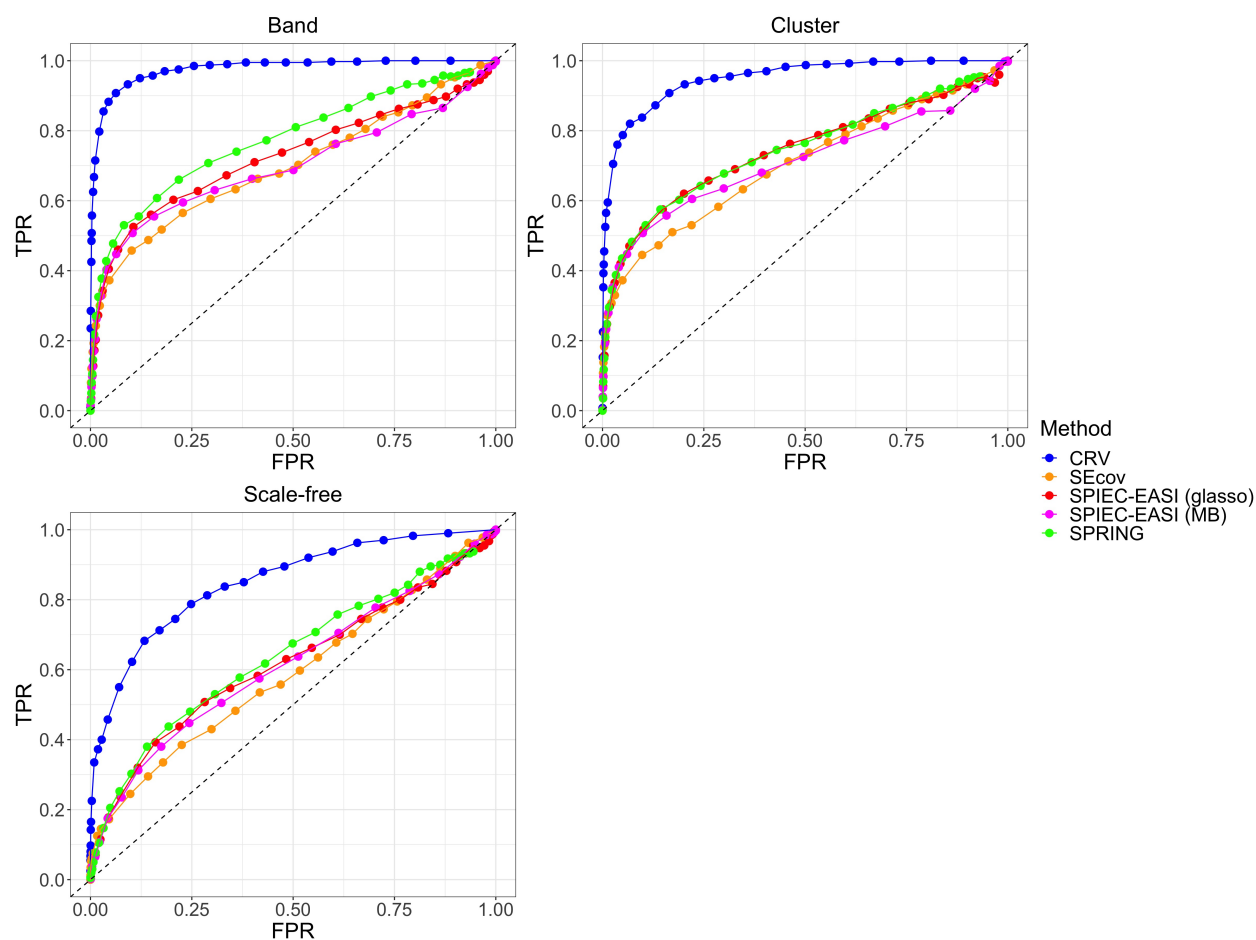 Band
1.0
0.8
0.6
0.4
0.2
0.0
TPR
0.00 0.25 0.50 0.75 1.00
FPR
Cluster
1.0
0.8
0.6
0.4
0.2
0.0
TPR
0.00 0.25 0.50 0.75 1.00
FPR
Method
CRV
SEcov
SPIEC-EASI (glasso)
SPIEC-EASI (MB)
SPRING
Scale-free
1.0
0.8
0.6
0.4
0.2
0.0
TPR
0.00 0.25 0.50 0.75 1.00
FPR